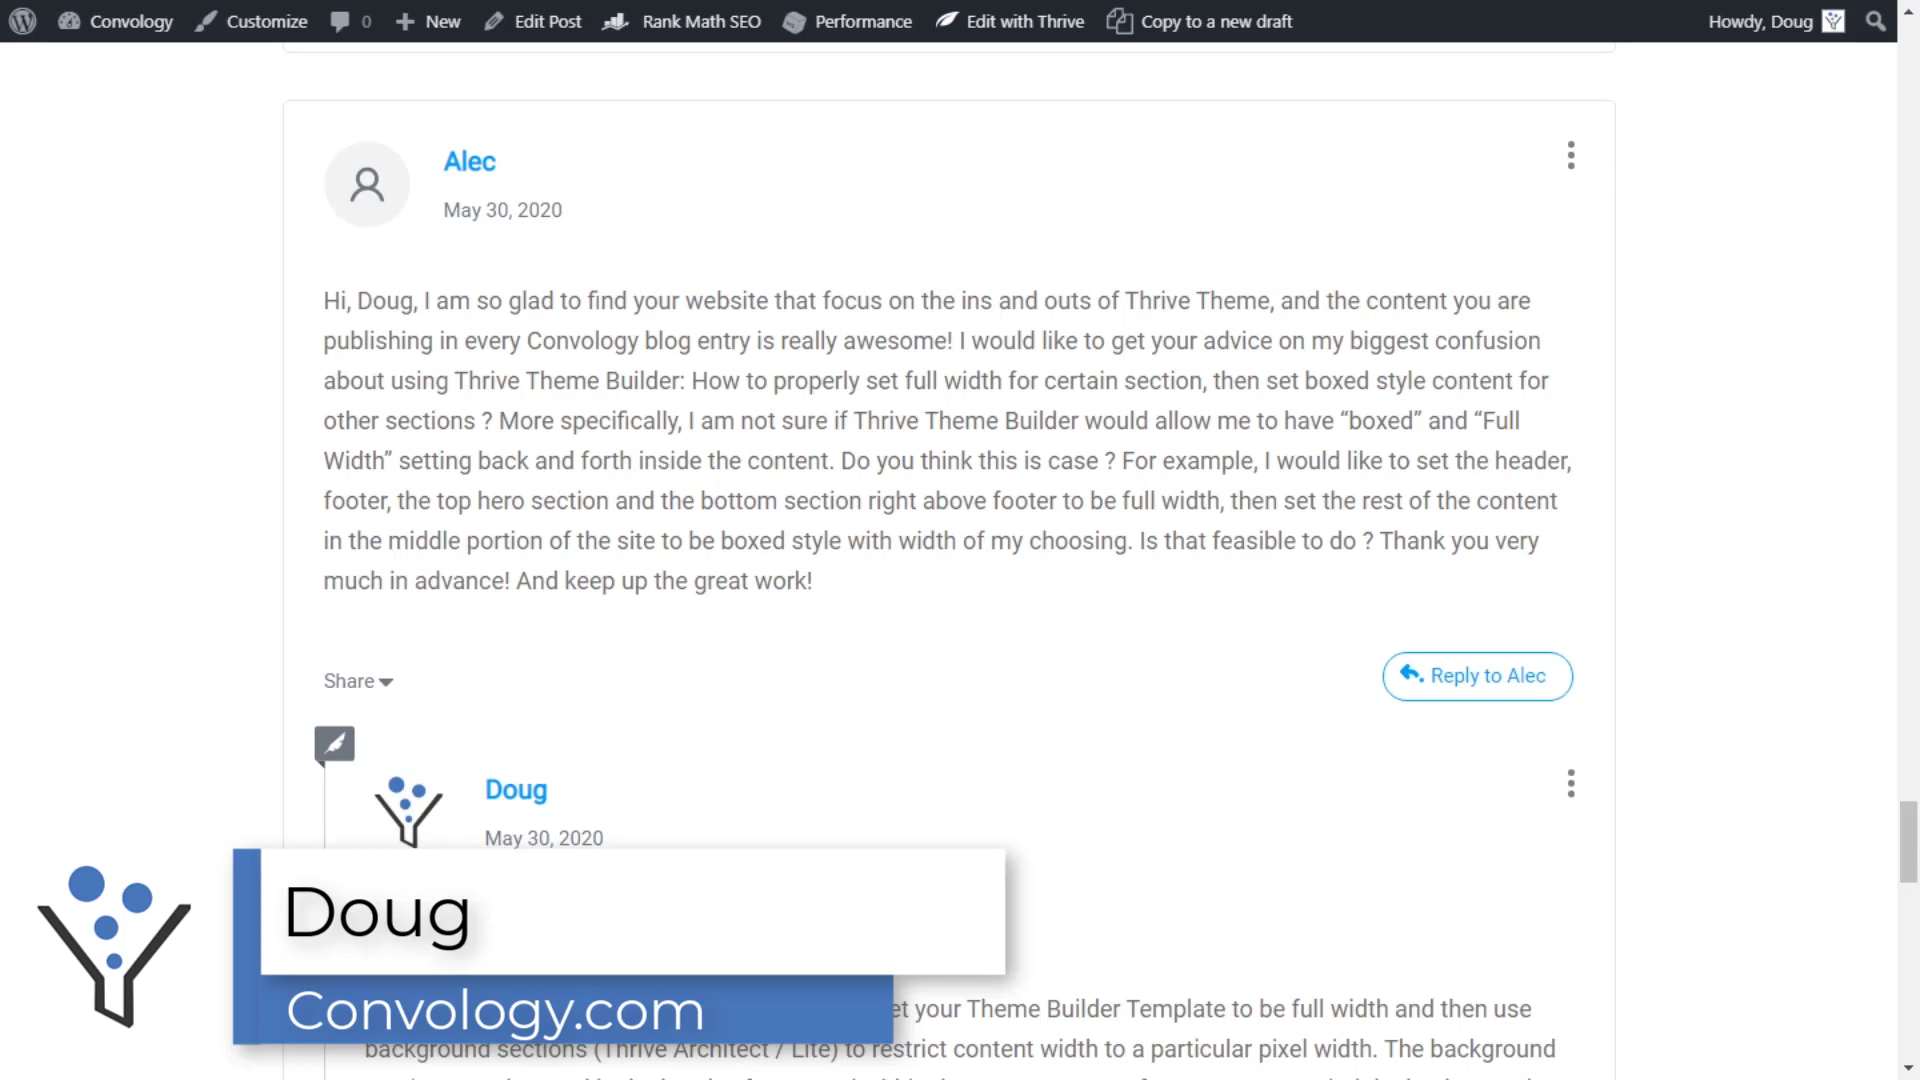 Convology Customize 0 New Edit Post Rank Math SEO Performance Edit with Thrive Copy to a new draft Howdy, Doug
Alec
May 30, 2020
Hi, Doug, I am so glad to find your website that focus on the ins and outs of Thrive Theme, and the content you are
publishing in every Convology blog entry is really awesome! I would like to get your advice on my biggest confusion
about using Thrive Theme Builder: How to properly set full width for certain section, then set boxed style content for
other sections ? More specifically, I am not sure if Thrive Theme Builder would allow me to have “boxed” and “Full
Width” setting back and forth inside the content. Do you think this is case ? For example, I would like to set the header,
footer, the top hero section and the bottom section right above footer to be full width, then set the rest of the content
in the middle portion of the site to be boxed style with width of my choosing. Is that feasible to do ? Thank you very
much in advance! And keep up the great work!
Share
Reply to Alec
Doug
May 30, 2020
Doug
Convology.com
your Theme Builder Template to be full width and then use
background sections (Thrive Architect / Lite) to restrict content width to a particular pixel width. The background